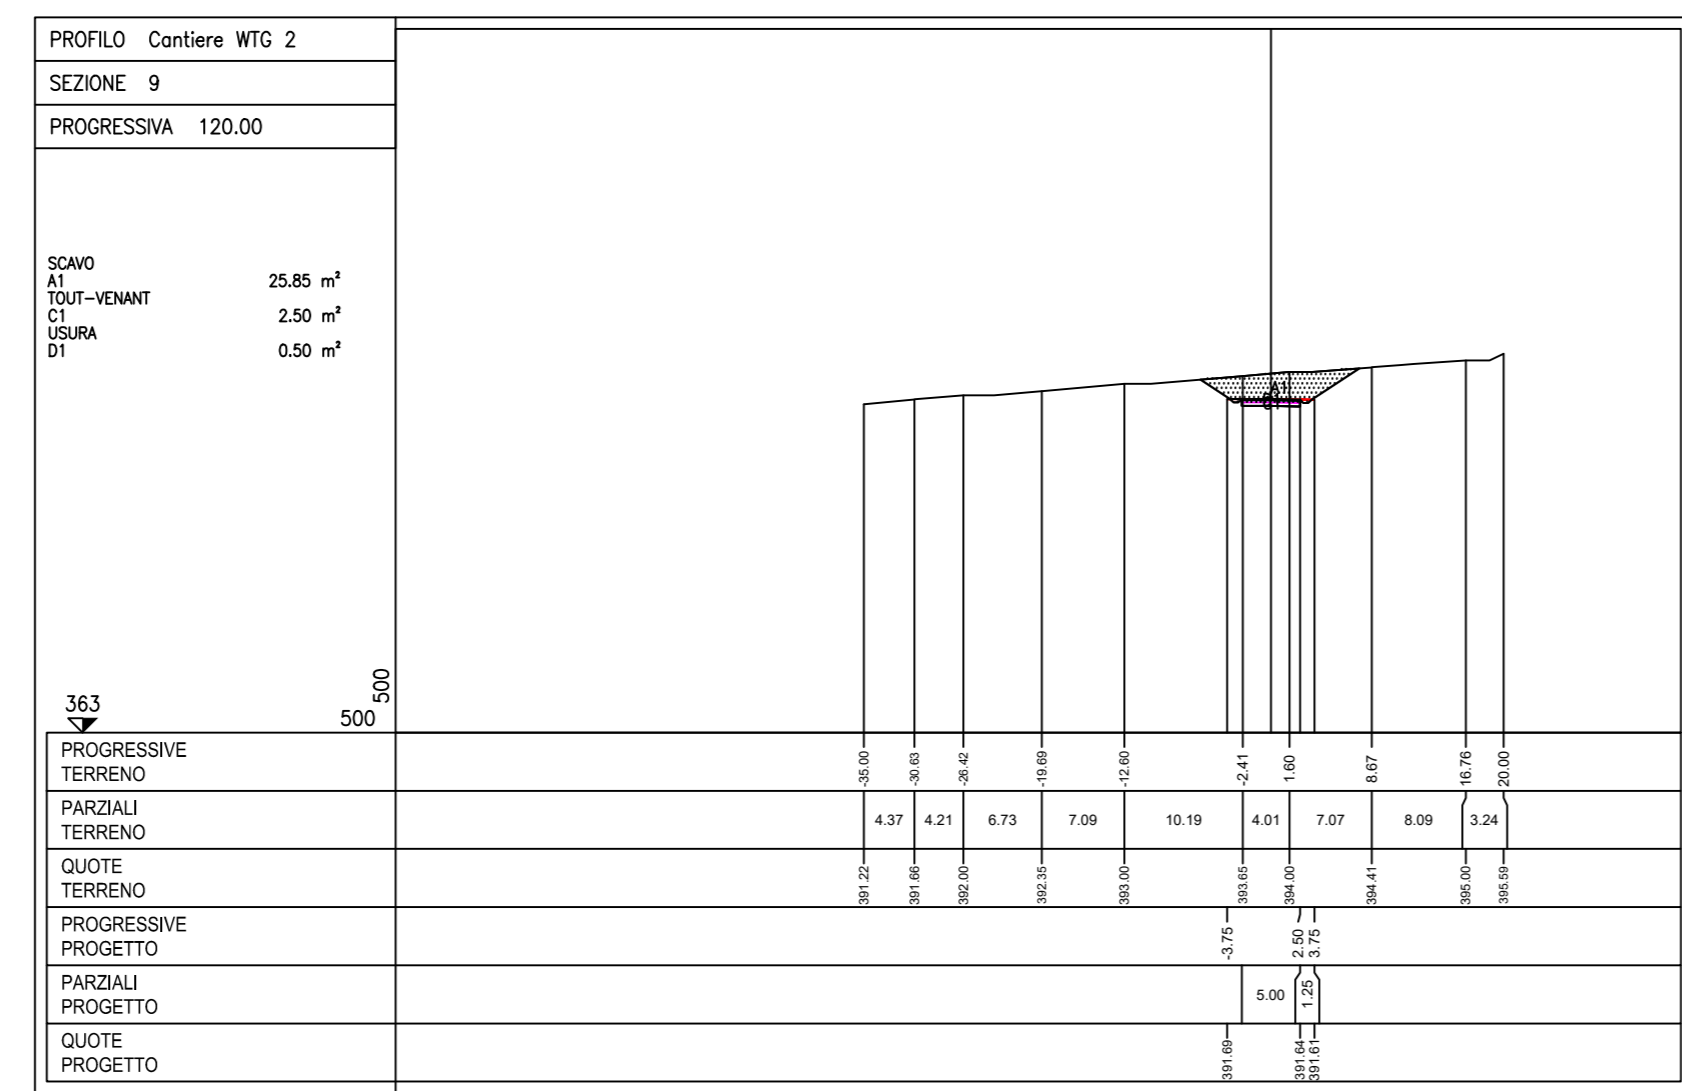 PROFILO Cantiere WTG 2
SEZIONE 9
PROGRESSIVA 120.00
SCAVO
A1 25.85 m²
TOUT-VENANT
C1 2.50 m²
USURA
D1 0.50 m²
A1
363
500
500
PROGRESSIVE
TERRENO
-35.00 -30.63 -26.42 -19.69 -12.60 -2.41 1.60 8.67 16.76 20.00
PARZIALI
TERRENO
4.37 4.21 6.73 7.09 10.19 4.01 7.07 8.09 3.24
QUOTE
TERRENO
391.22 391.66 392.00 392.35 393.00 393.65 394.00 394.41 395.00 395.59
PROGRESSIVE
PROGETTO
-3.75 2.50 3.75
PARZIALI
PROGETTO
5.00 1.25
QUOTE
PROGETTO
391.69 391.64 391.61